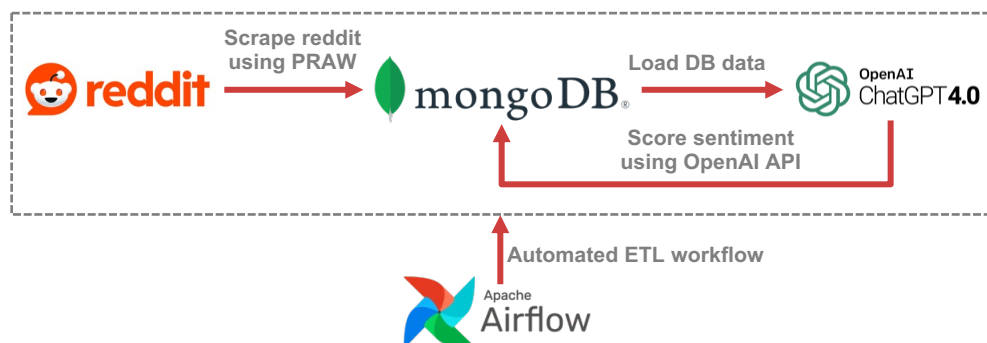 Scrape reddit
using PRAW
reddit
mongoDB®
Load DB data
OpenAI
ChatGPT4.0
Score sentiment
using OpenAI API
Automated ETL workflow
Apache
Airflow